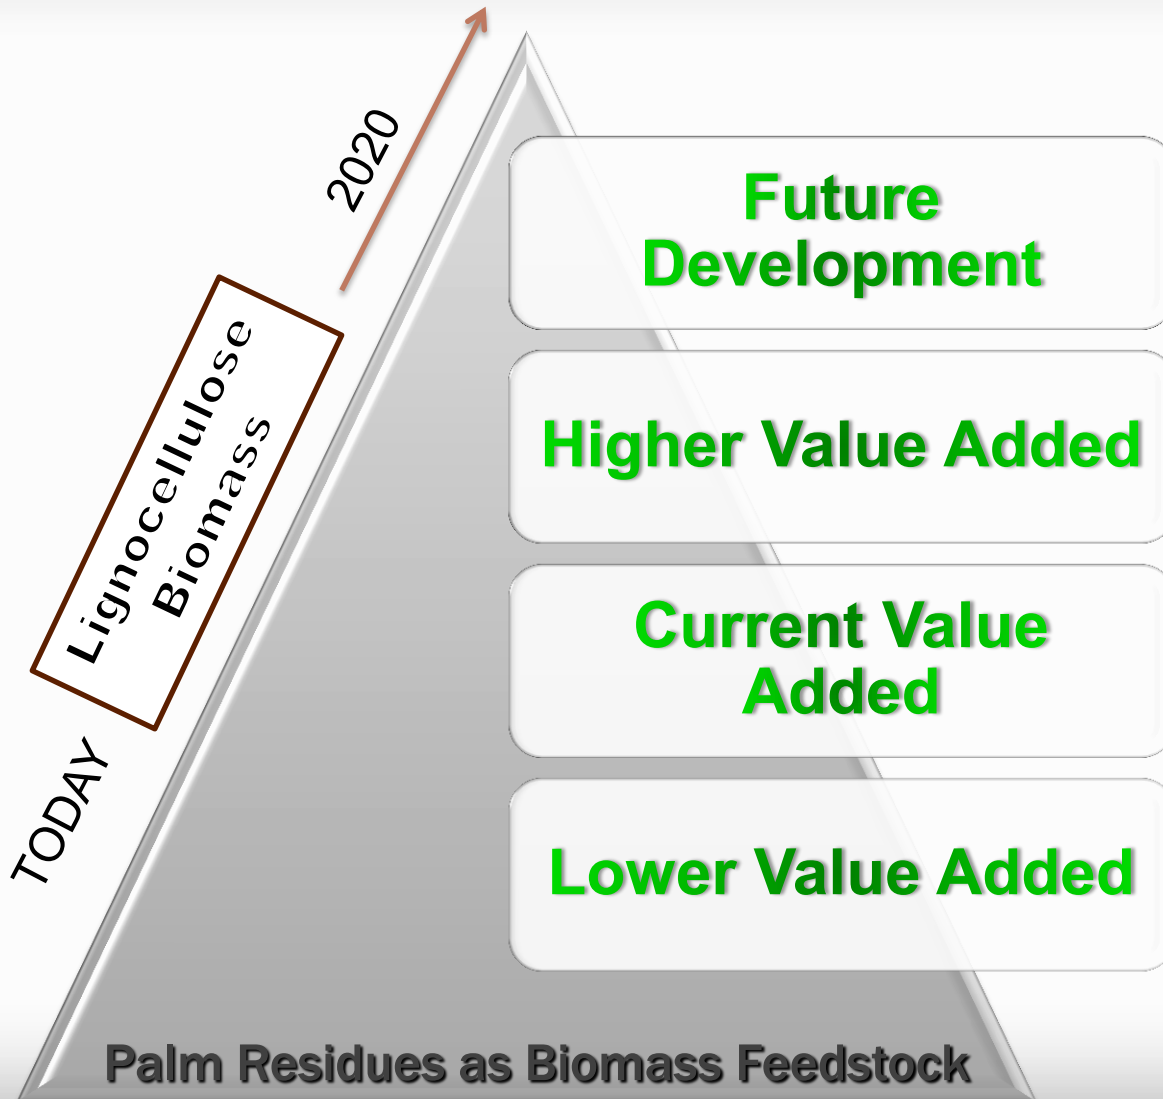 2020
Future
Development
Higher Value Added
Lignocellulose
Biomass
Current Value
Added
TODAY
Lower Value Added
Palm Residues as Biomass Feedstock